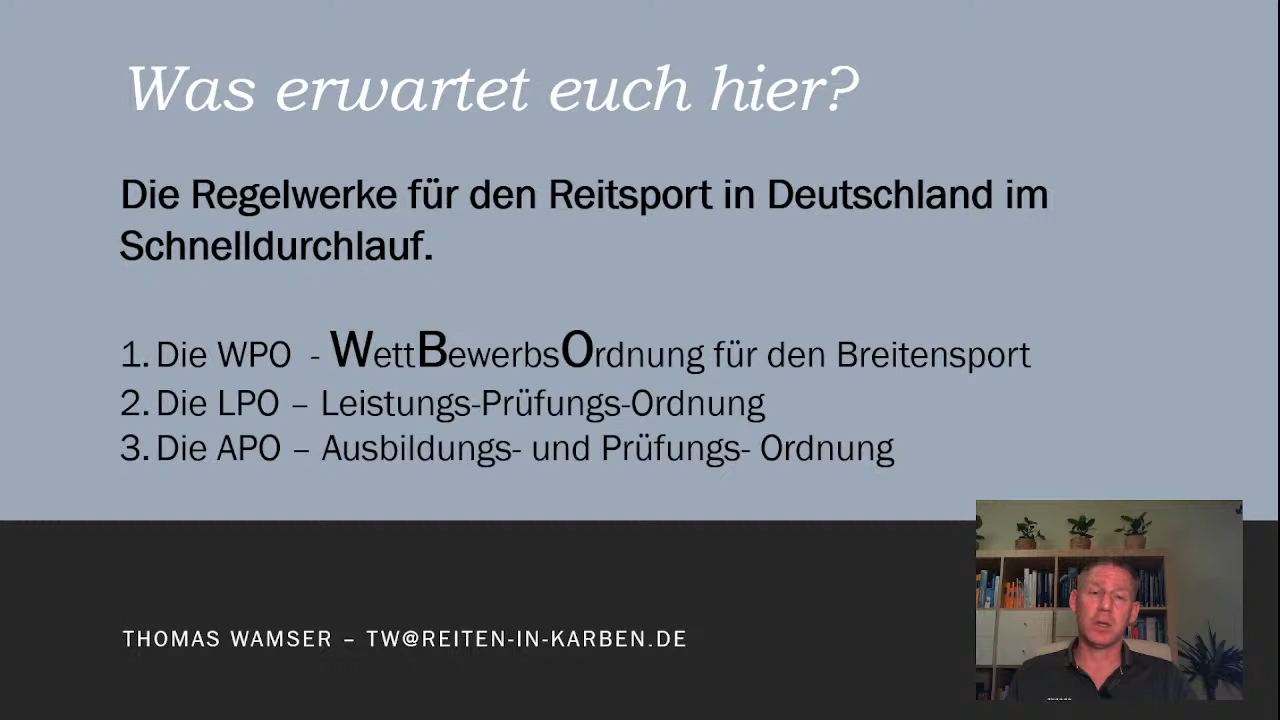 Was erwartet euch hier?
Die Regelwerke für den Reitsport in Deutschland im
Schnelldurchlauf.
1. Die WPO - WettBewerbsOrdnung für den Breitensport
2. Die LPO – Leistungs-Prüfungs-Ordnung
3. Die APO – Ausbildungs- und Prüfungs- Ordnung
THOMAS WAMSER – TW@REITEN-IN-KARBEN.DE